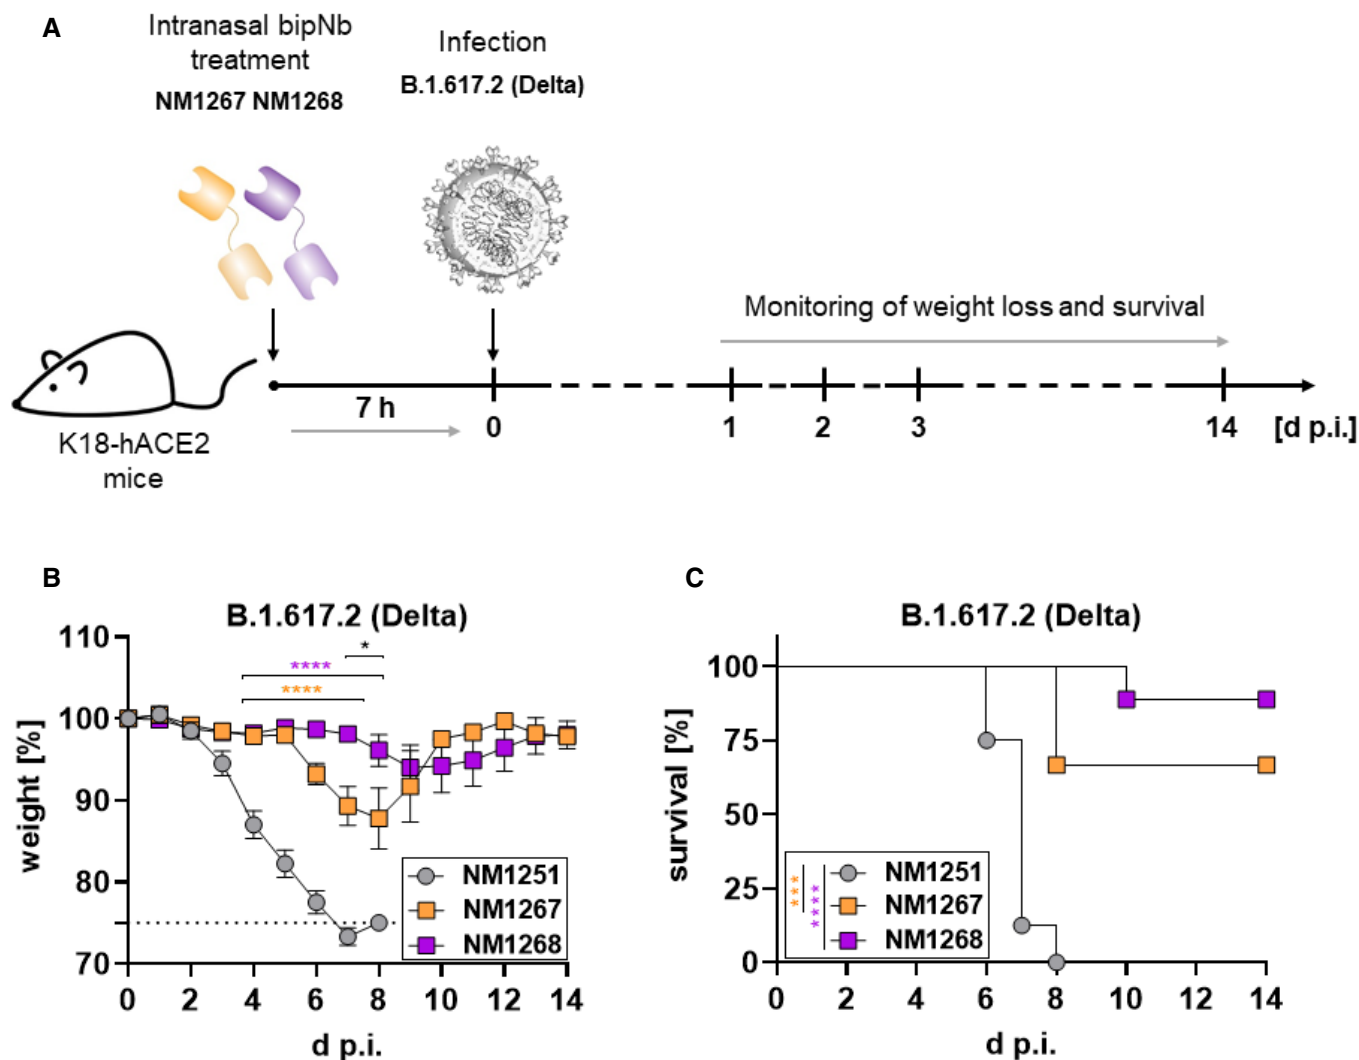 A
Intranasal bipNb
treatment
NM1267 NM1268
Infection
B.1.617.2 (Delta)
Monitoring of weight loss and survival
7 h
0
1
2
3
14
[d p.i.]
K18-hACE2
mice
B
B.1.617.2 (Delta)
weight [%]
110
100
90
80
70
*
****
****
NM1251
NM1267
NM1268
0 2 4 6 8 10 12 14
d p.i.
C
B.1.617.2 (Delta)
survival [%]
100
75
50
25
0
***
****
NM1251
NM1267
NM1268
0 2 4 6 8 10 12 14
d p.i.